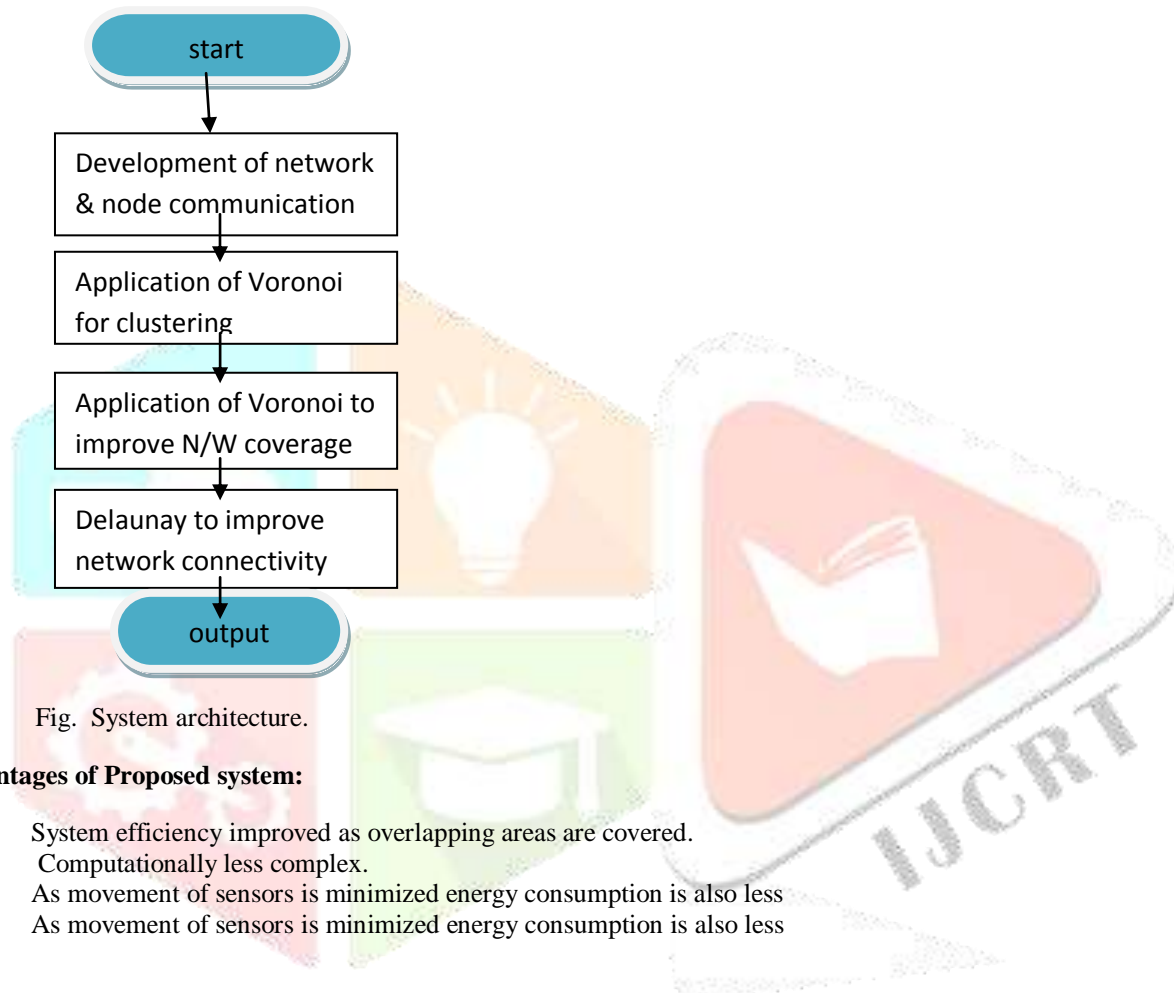 start
Development of network
& node communication
Application of Voronoi
for clustering
Application of Voronoi to
improve N/W coverage
Delaunay to improve
network connectivity
output
Fig. System architecture.
ntages of Proposed system:
System efficiency improved as overlapping areas are covered.
Computationally less complex.
As movement of sensors is minimized energy consumption is also less
As movement of sensors is minimized energy consumption is also less
IJCRT